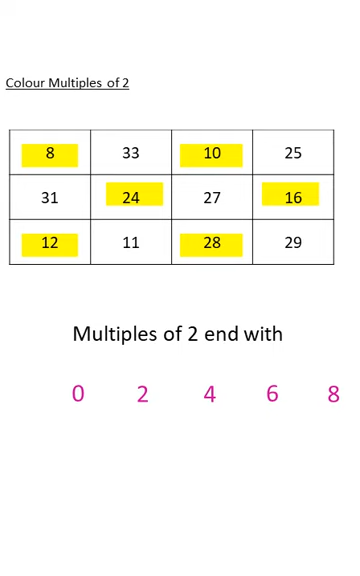 Colour Multiples of 2
8 33 10 25
31 24 27 16
12 11 28 29
Multiples of 2 end with
0 2 4 6 8